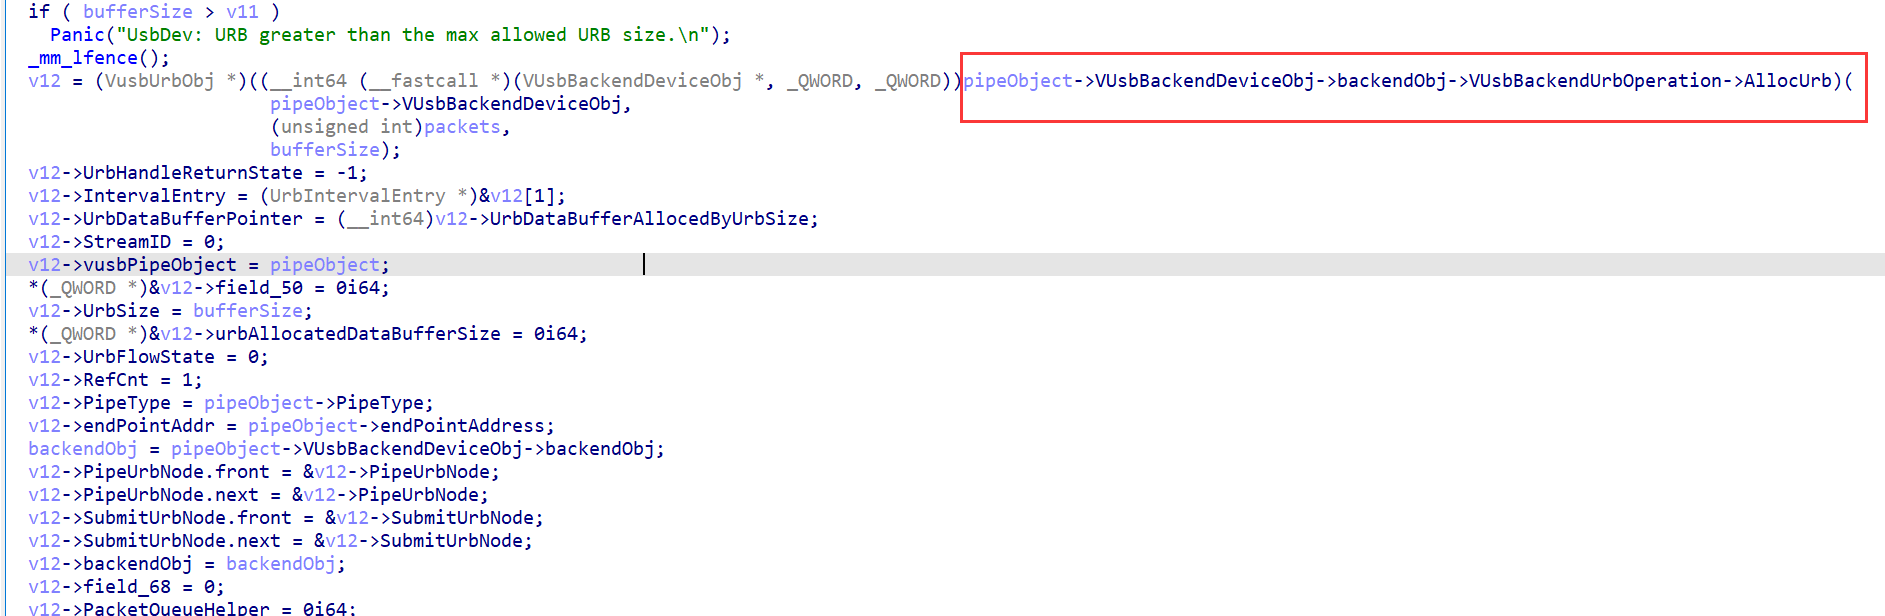 if ( bufferSize > v11 )
Panic("UsbDev: URB greater than the max allowed URB size.\n");
_mm_lfence();
v12 = (VusbUrbObj *)((__int64 (__fastcall *)(VUsbBackendDeviceObj *, _QWORD, _QWORD))pipeObject->VUsbBackendDeviceObj->backendObj->VUsbBackendUrbOperation->AllocUrb)(
pipeObject->VUsbBackendDeviceObj,
(unsigned int)packets,
bufferSize);
v12->UrbHandleReturnState = -1;
v12->IntervalEntry = (UrbIntervalEntry *)&v12[1];
v12->UrbDataBufferPointer = (__int64)v12->UrbDataBufferAllocedByUrbSize;
v12->StreamID = 0;
v12->vusbPipeObject = pipeObject;
*(_QWORD *)&v12->field_50 = 0i64;
v12->UrbSize = bufferSize;
*(_QWORD *)&v12->urbAllocatedDataBufferSize = 0i64;
v12->UrbFlowState = 0;
v12->RefCnt = 1;
v12->PipeType = pipeObject->PipeType;
v12->endPointAddr = pipeObject->endPointAddress;
backendObj = pipeObject->VUsbBackendDeviceObj->backendObj;
v12->PipeUrbNode.front = &v12->PipeUrbNode;
v12->PipeUrbNode.next = &v12->PipeUrbNode;
v12->SubmitUrbNode.front = &v12->SubmitUrbNode;
v12->SubmitUrbNode.next = &v12->SubmitUrbNode;
v12->backendObj = backendObj;
v12->field_68 = 0;
v12->PacketQueueHelper = 0i64;